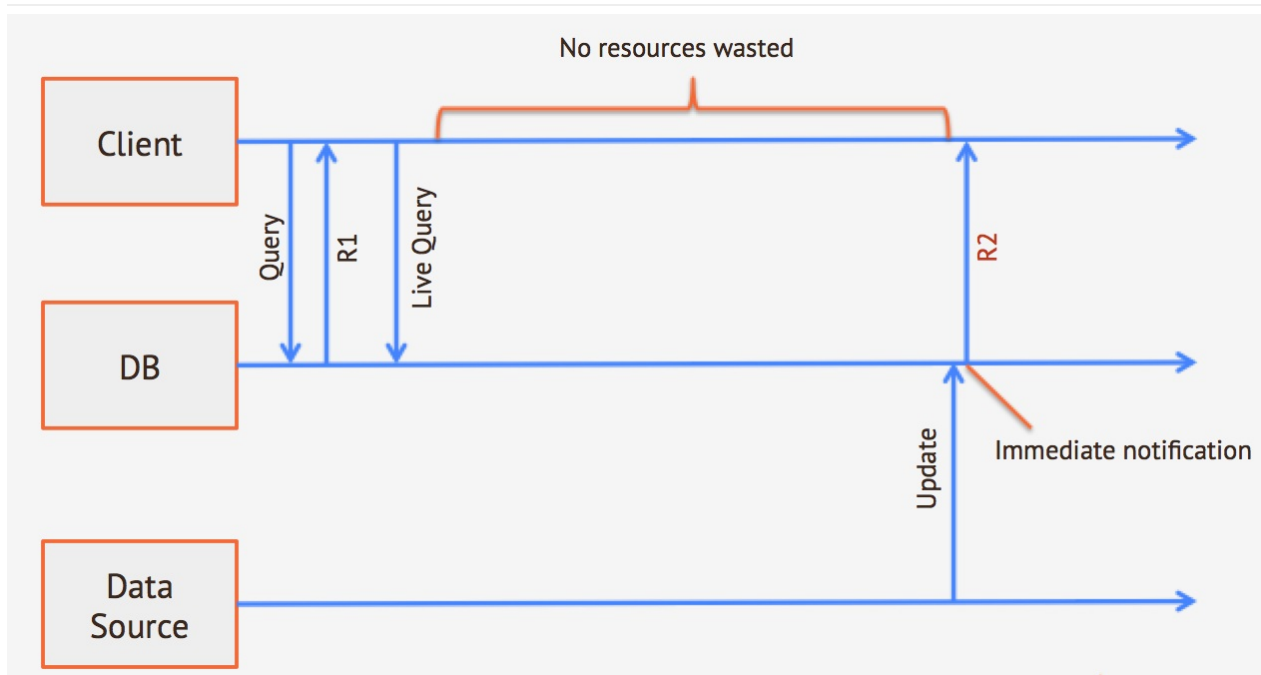 No resources wasted
Client
Query
R1
Live Query
R2
DB
Immediate notification
Update
Data
Source